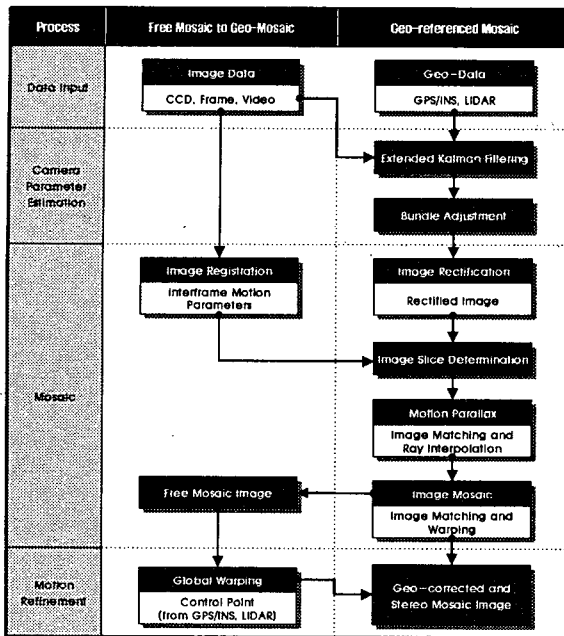 Process
Free Mosaic to Geo-Mosaic
Geo-referenced Mosaic
Data Input
Image Data
CCD, Frame, Video
Geo-Data
GPS/INS, LIDAR
Camera
Parameter
Estimation
Extended Kalman Filtering
Bundle Adjustment
Mosaic
Image Registration
Interframe Motion
Parameters
Image Rectification
Rectified Image
Image Slice Determination
Motion Parallax
Image Matching and
Ray Interpolation
Free Mosaic Image
Image Mosaic
Image Matching and
Warping
Motion
Refinement
Global Warping
Control Point
(from GPS/INS, LIDAR)
Geo-corrected and
Stereo Mosaic Image